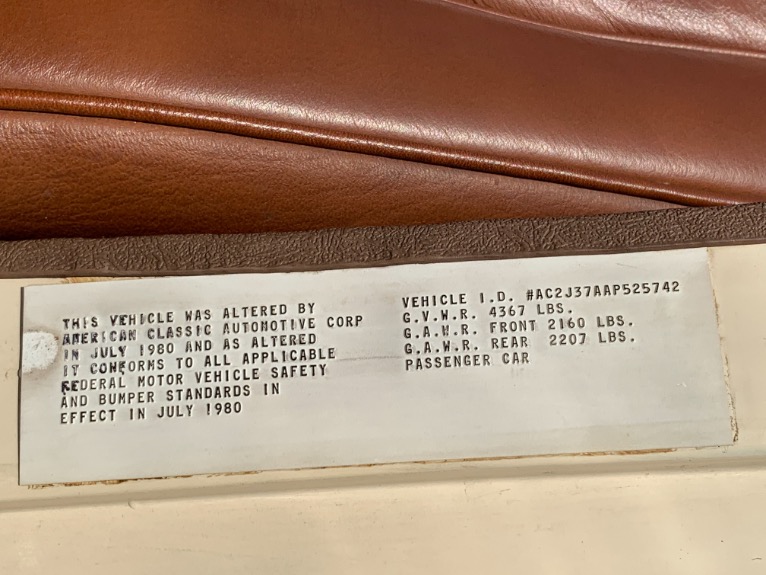 THIS VEHICLE WAS ALTERED BY
AMERICAN CLASSIC AUTOMOTIVE CORP
IN JULY 1980 AND AS ALTERED
IT CONFORMS TO ALL APPLICABLE
FEDERAL MOTOR VEHICLE SAFETY
AND BUMPER STANDARDS IN
EFFECT IN JULY 1980
VEHICLE I.D. #AC2J37AAP525742
G.V.W.R. 4367 LBS.
G.A.W.R. FRONT 2160 LBS.
G.A.W.R. REAR 2207 LBS.
PASSENGER CAR